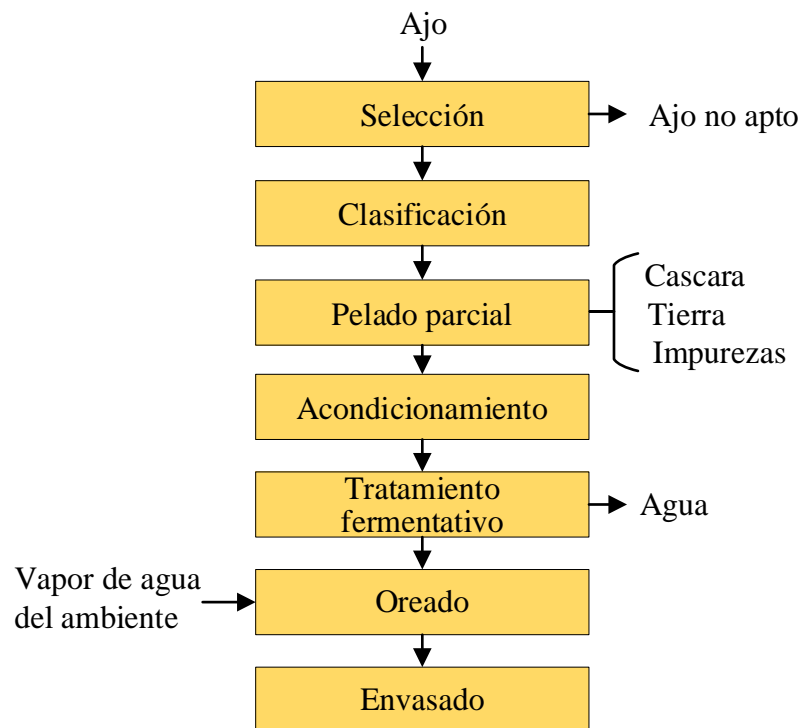 Ajo
Selección
Ajo no apto
Clasificación
Pelado parcial
Cascara
Tierra
Impurezas
Acondicionamiento
Tratamiento
fermentativo
Agua
Vapor de agua
del ambiente
Oreado
Envasado